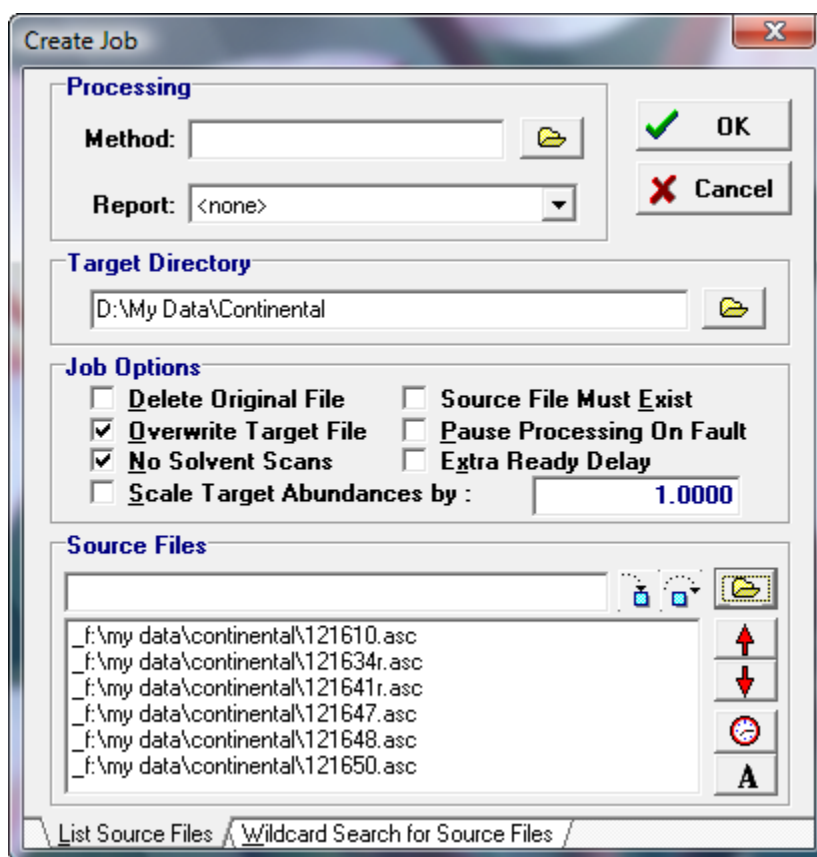 Create Job
Processing
Method:
OK
Report: <none>
Cancel
Target Directory
D:\My Data\Continental
Job Options
Delete Original File
Source File Must Exist
Overwrite Target File
Pause Processing On Fault
No Solvent Scans
Extra Ready Delay
Scale Target Abundances by : 1.0000
Source Files
_f:\my data\continental\121610.asc
_f:\my data\continental\121634r.asc
_f:\my data\continental\121641r.asc
_f:\my data\continental\121647.asc
_f:\my data\continental\121648.asc
_f:\my data\continental\121650.asc
A
List Source Files
Wildcard Search for Source Files